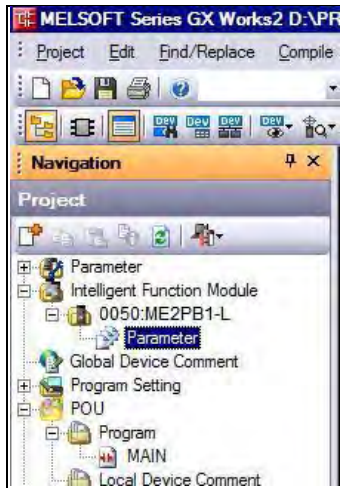 MELSOFT Series GX Works2 D:\PR
Project Edit Find/Replace Compile
Navigation
Project
Parameter
Intelligent Function Module
0050:ME2PB1-L
Parameter
Global Device Comment
Program Setting
POU
Program
MAIN
Local Device Comment